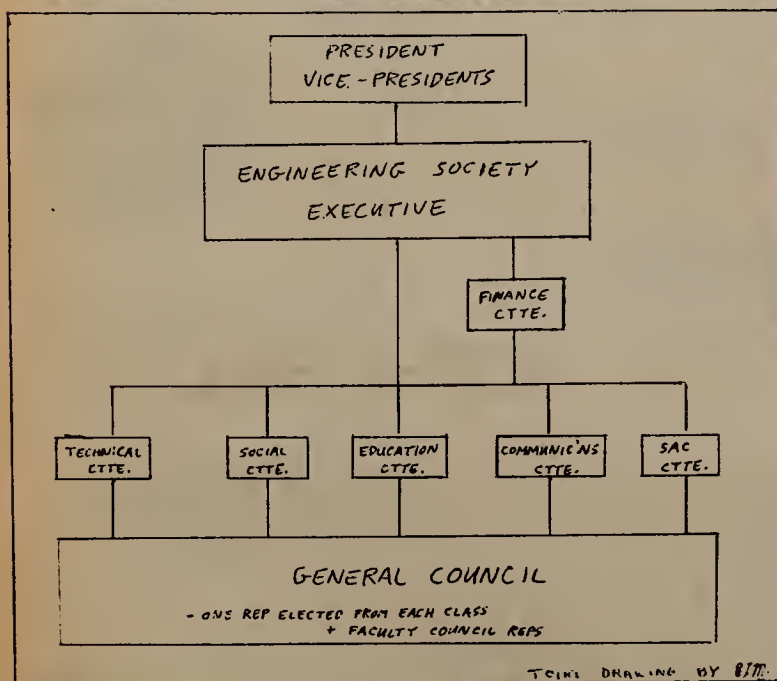 PRESIDENT
VICE.-PRESIDENTS
ENGINEERING SOCIETY
EXECUTIVE
FINANCE
CTTE.
TECHNICAL
CTTE.
SOCIAL
CTTE.
EDUCATION
CTTE.
COMMUNIC'NS
CTTE.
SAC
CTTE.
GENERAL COUNCIL
- ONE REP ELECTED FROM EACH CLASS
+ FACULTY COUNCIL REPS
DRAWING BY